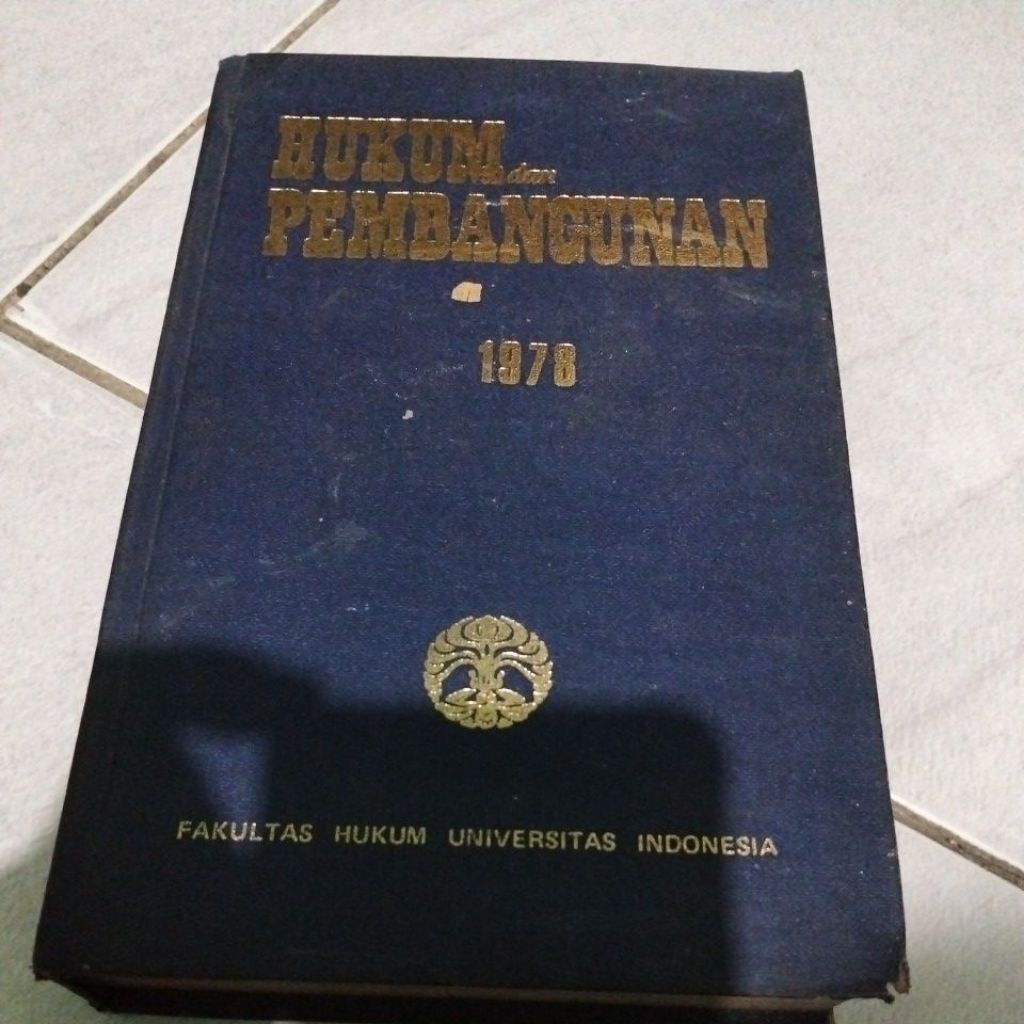 HUKUM dan
PEMBANGUNAN
1978
FAKULTAS HUKUM UNIVERSITAS INDONESIA